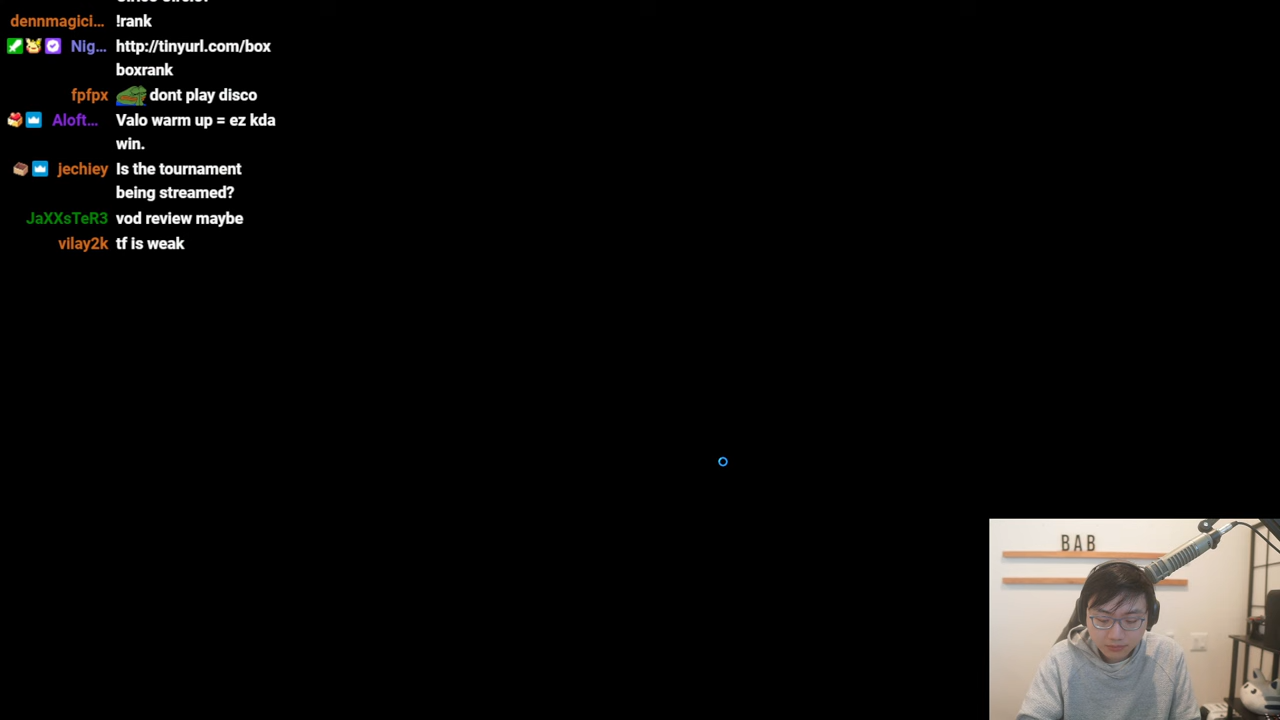 dennmagici... !rank
Nig... http://tinyurl.com/box
boxrank
fpfpx dont play disco
Aloft... Valo warm up = ez kda
win.
jechiey Is the tournament
being streamed?
JaXXsTeR3 vod review maybe
vilay2k tf is weak
BAB